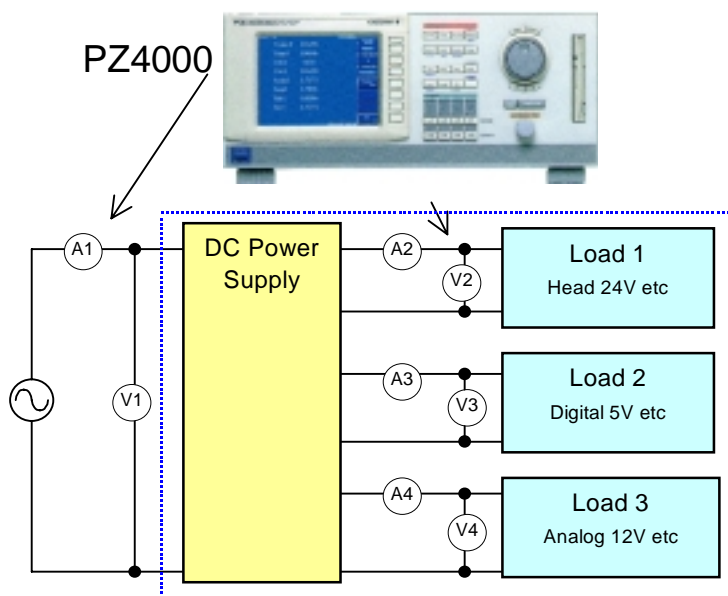 PZ4000
A1
V1
DC Power
Supply
A2
V2
Load 1
Head 24V etc
A3
V3
Load 2
Digital 5V etc
A4
V4
Load 3
Analog 12V etc